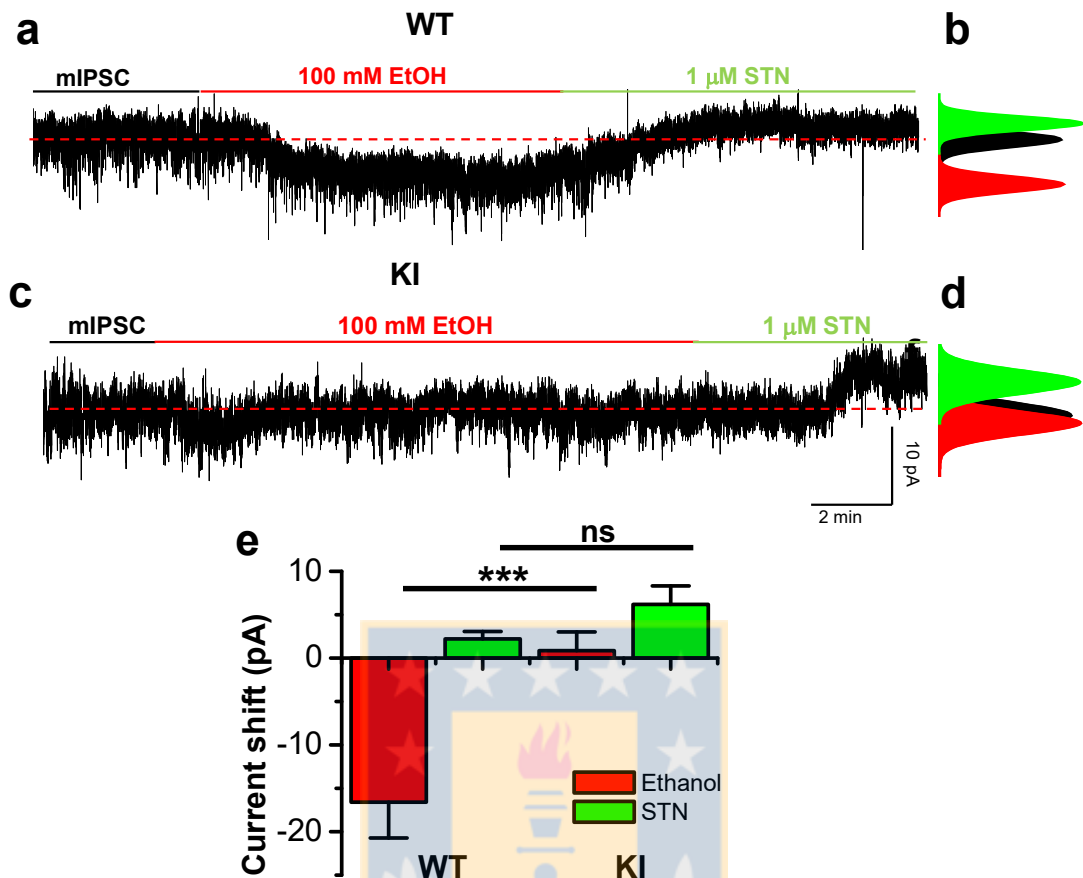 a
WT
b
mIPSC
100 mM EtOH
1 μM STN
c
KI
d
mIPSC
100 mM EtOH
1 μM STN
10 pA
2 min
e
ns
***
10
0
-10
-20
Current shift (pA)
Ethanol
STN
WT
KI